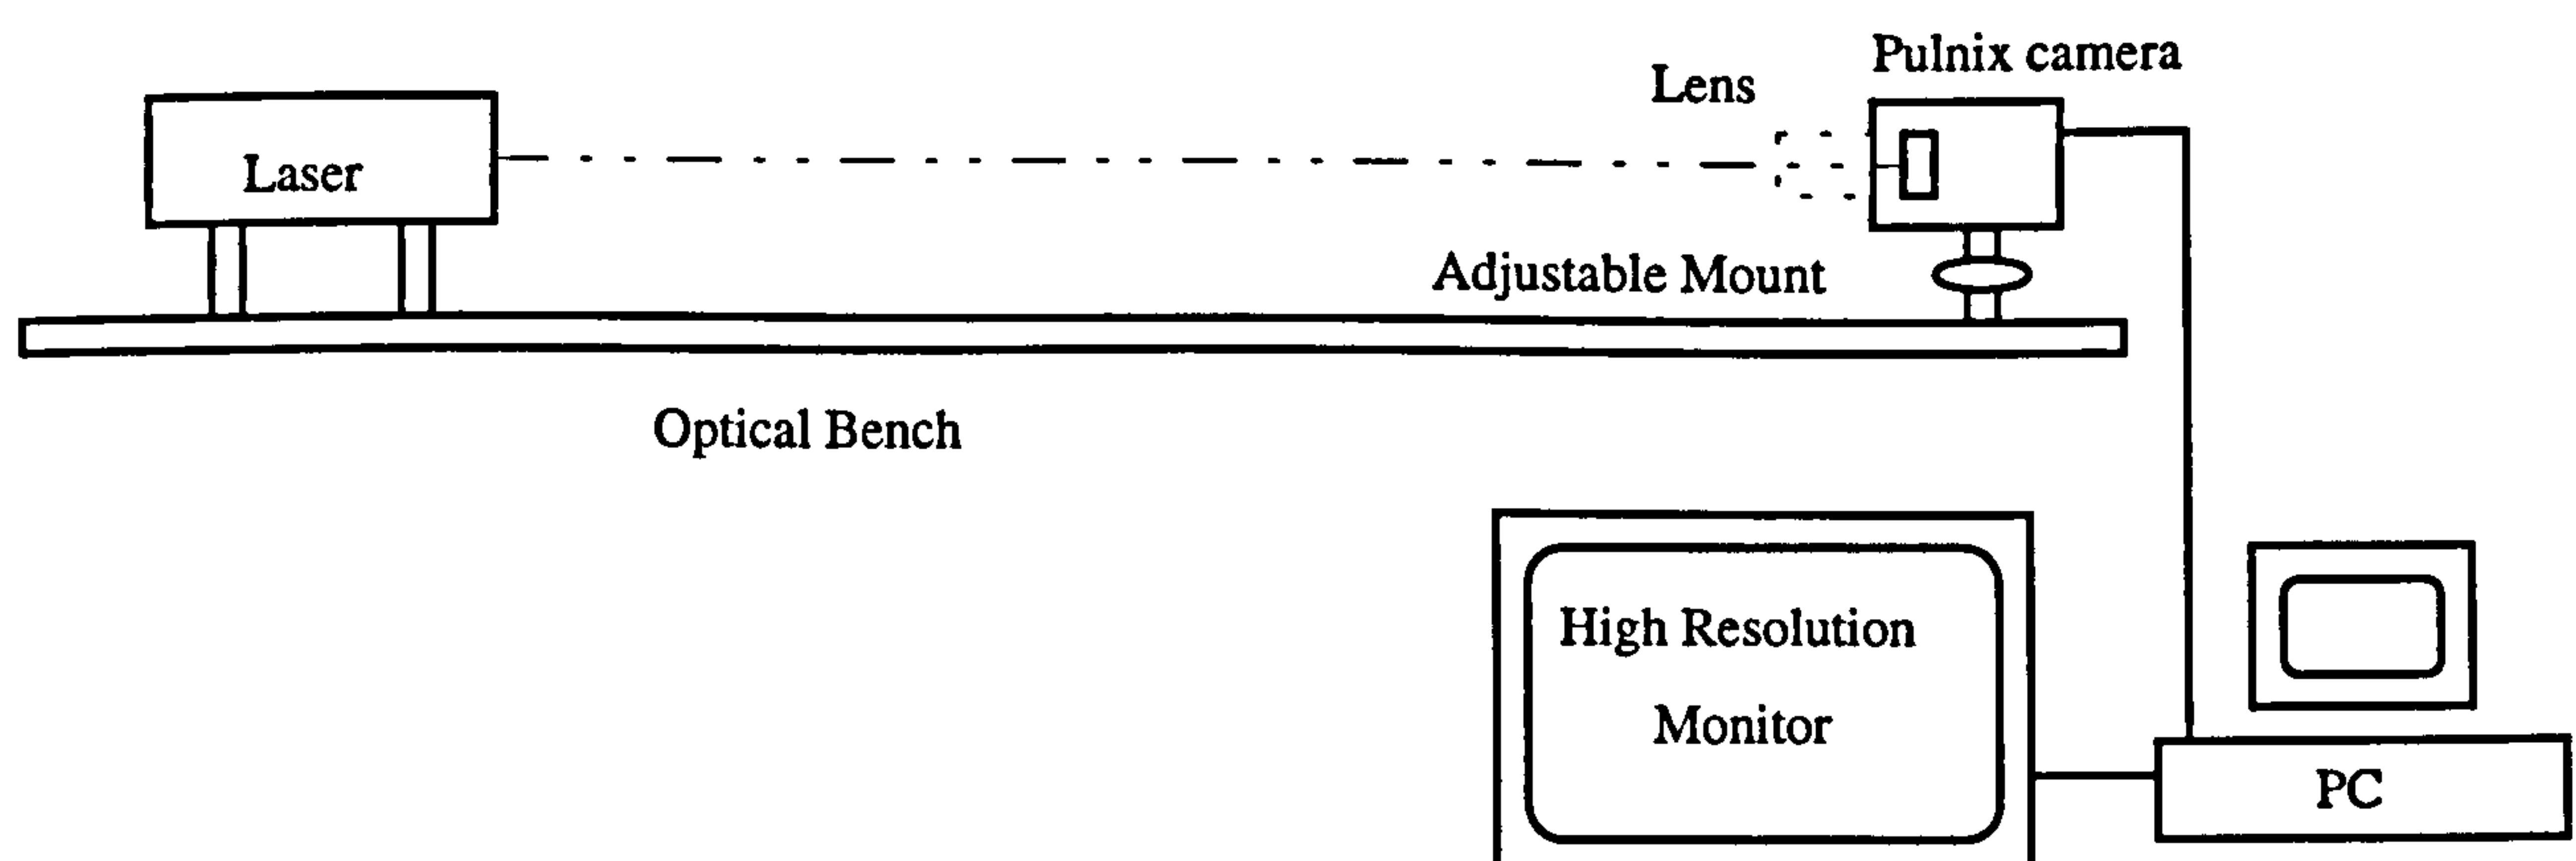 Pulnix camera
Lens
Laser
Adjustable Mount
Optical Bench
High Resolution
Monitor
PC